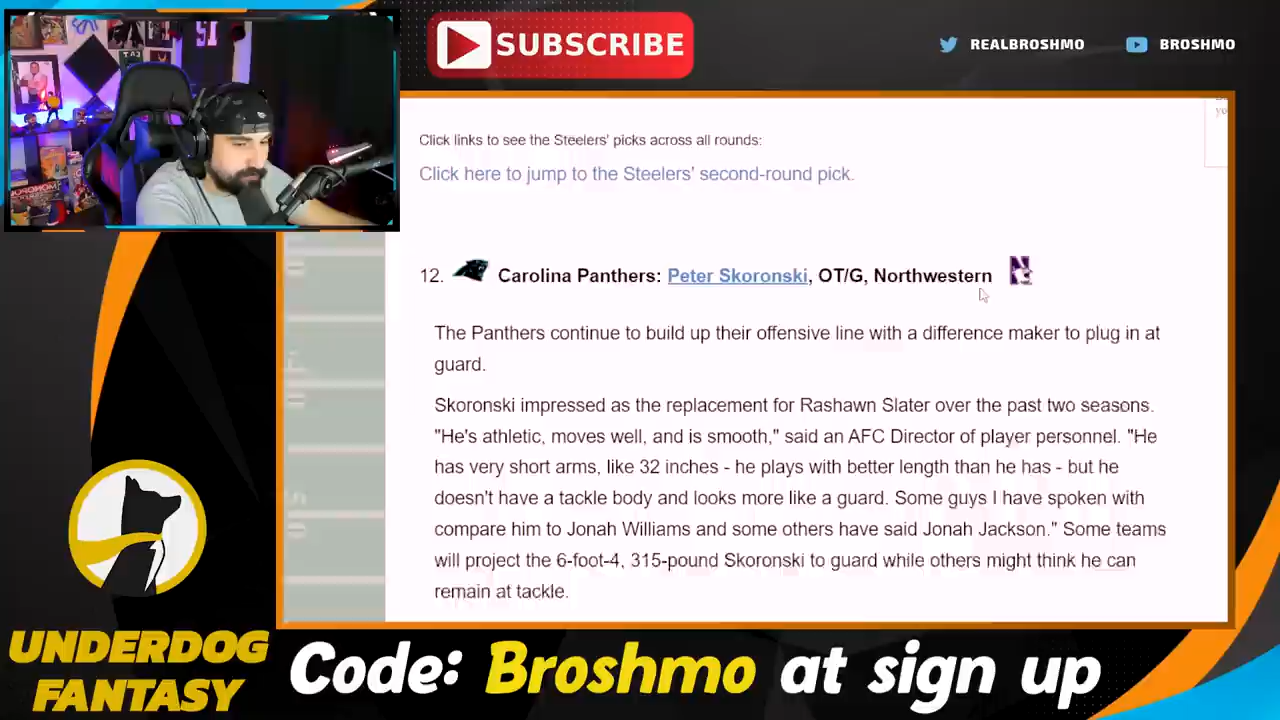 SUBSCRIBE
REALBROSHMO
BROSHMO
Click links to see the Steelers' picks across all rounds:
Click here to jump to the Steelers' second-round pick.
12. Carolina Panthers: Peter Skoronski, OT/G, Northwestern
The Panthers continue to build up their offensive line with a difference maker to plug in at
guard.
Skoronski impressed as the replacement for Rashawn Slater over the past two seasons.
"He's athletic, moves well, and is smooth," said an AFC Director of player personnel. "He
has very short arms, like 32 inches - he plays with better length than he has - but he
doesn't have a tackle body and looks more like a guard. Some guys I have spoken with
compare him to Jonah Williams and some others have said Jonah Jackson." Some teams
will project the 6-foot-4, 315-pound Skoronski to guard while others might think he can
remain at tackle.
UNDERDOG
FANTASY
Code: Broshmo at sign up